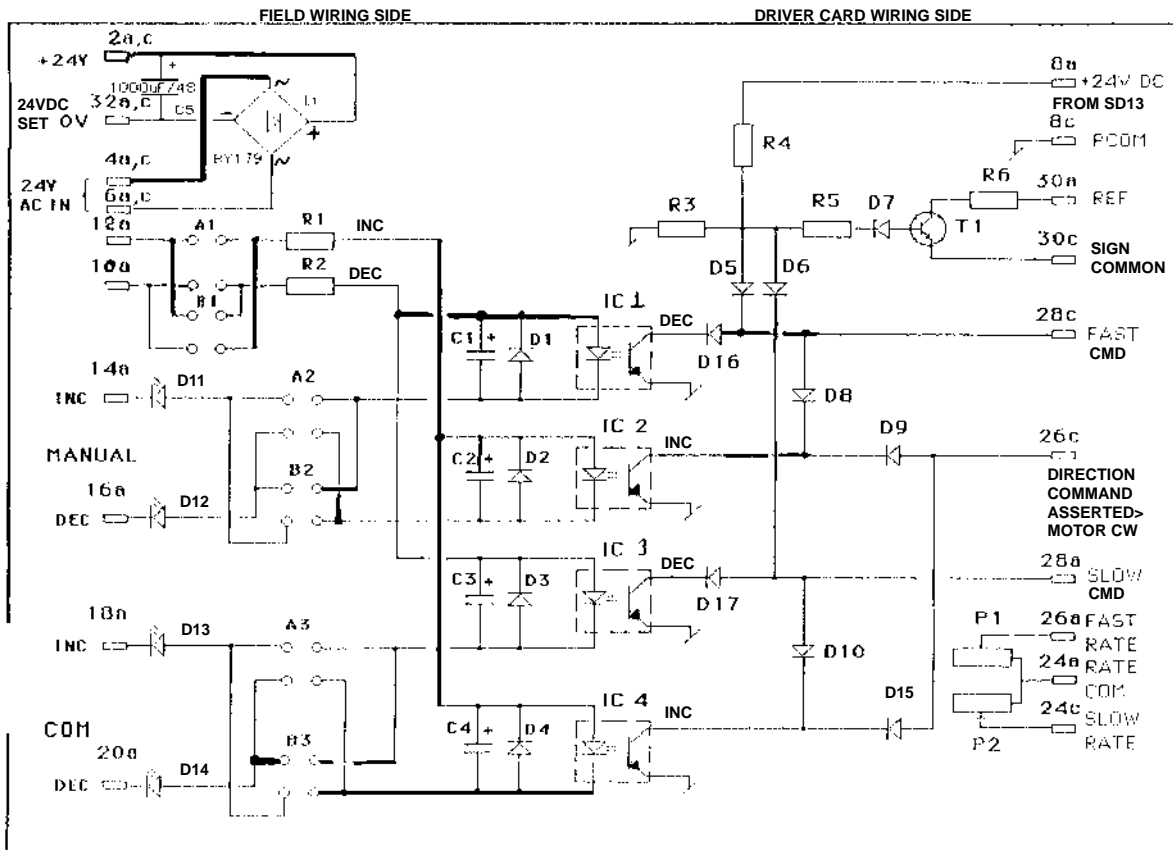 FIELD WIRING SIDE
DRIVER CARD WIRING SIDE
2a,c
+24V
+
1000uF/48
C5
24VDC
SET 0V
32a,c
-
L1
+
~
BY179
~
4a,c
24V
AC IN
6a,c
12a
A1
R1
INC
10a
B1
R2
DEC
14a
D11
INC
A2
MANUAL
B2
16a
D12
DEC
18a
D13
INC
A3
COM
B3
20a
D14
DEC
C1 +
D1
IC 1
DEC
D16
C2 +
D2
IC 2
INC
C3 +
D3
IC 3
DEC
D17
C4 +
D4
IC 4
INC
D15
R4
R3
R5
D7
T1
R6
D5
D6
D8
D9
D10
8a
+24V DC
FROM SD13
8c
PCOM
30a
REF
30c
SIGN
COMMON
28c
FAST
CMD
26c
DIRECTION
COMMAND
ASSERTED>
MOTOR CW
28a
SLOW
CMD
P1
26a FAST
RATE
24a RATE
COM
24c SLOW
RATE
P2